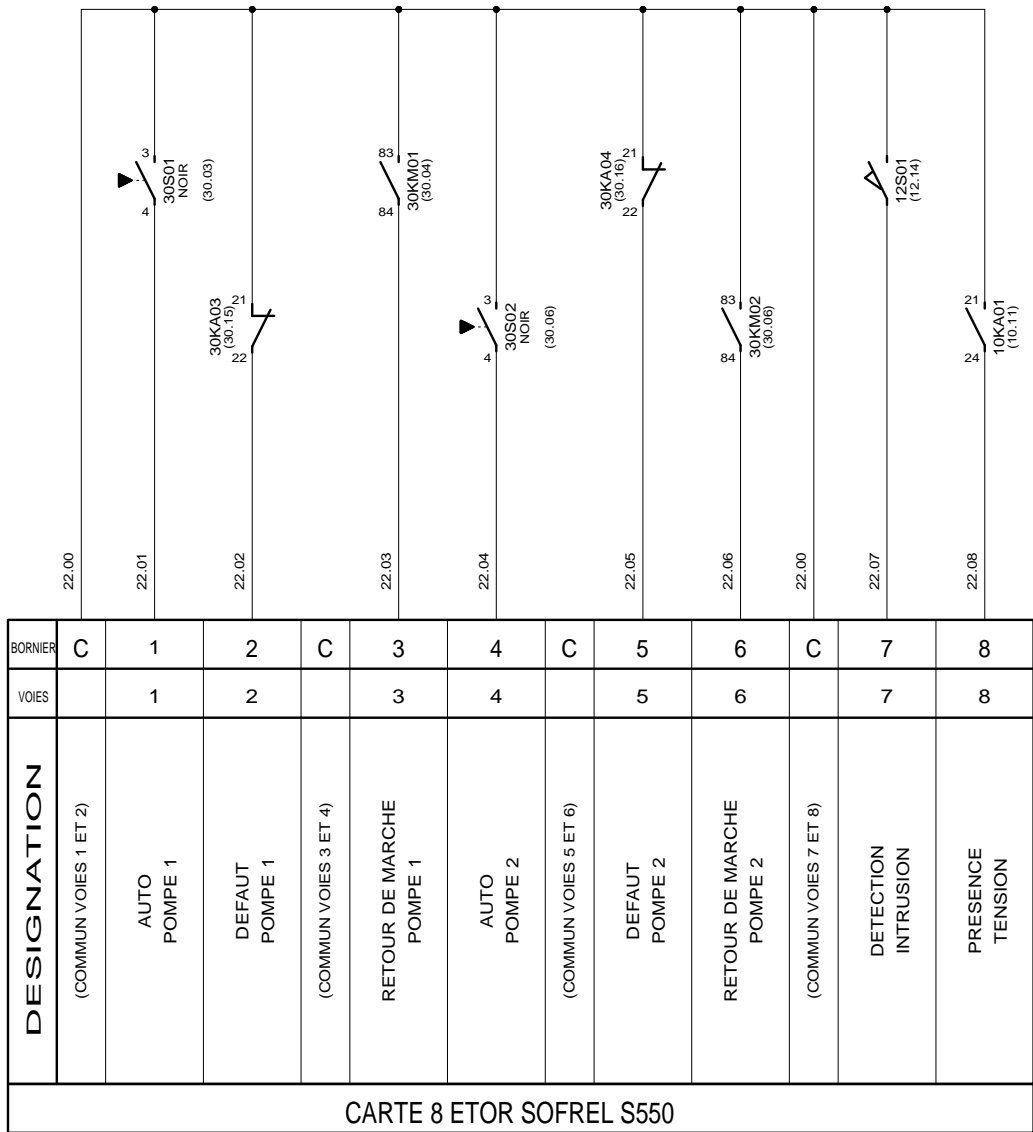 3
30S01
NOIR
(30.03)
4
83
30KM01
(30.04)
84
21
30KA04
(30.16)
22
12S01
(12.14)
21
30KA03
(30.15)
22
3
30S02
NOIR
(30.06)
4
83
30KM02
(30.06)
84
21
10KA01
(10.11)
24
22.00
22.01
22.02
22.03
22.04
22.05
22.06
22.00
22.07
22.08
BORNIER C 1 2 C 3 4 C 5 6 C 7 8
VOIES 1 2 3 4 5 6 7 8
DESIGNATION
(COMMUN VOIES 1 ET 2)
AUTO
POMPE 1
DEFAUT
POMPE 1
(COMMUN VOIES 3 ET 4)
RETOUR DE MARCHE
POMPE 1
AUTO
POMPE 2
(COMMUN VOIES 5 ET 6)
DEFAUT
POMPE 2
RETOUR DE MARCHE
POMPE 2
(COMMUN VOIES 7 ET 8)
DETECTION
INTRUSION
PRESENCE
TENSION
CARTE 8 ETOR SOFREL S550